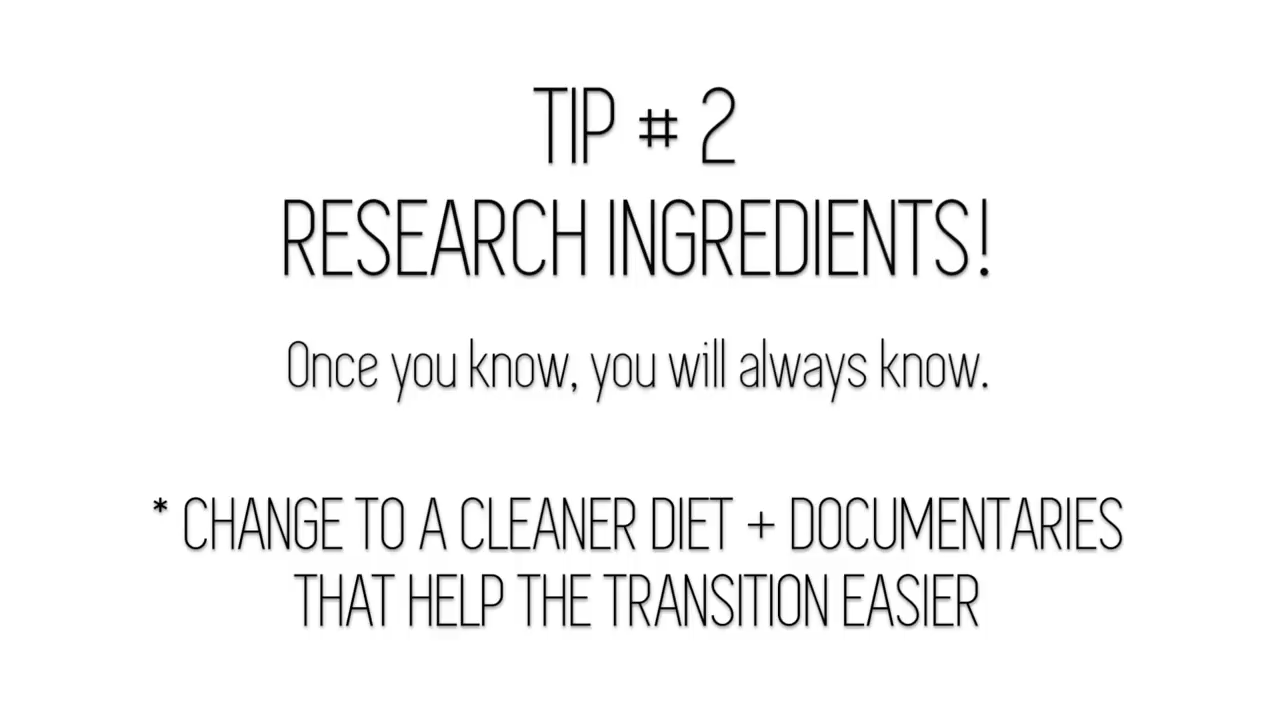 TIP # 2
RESEARCH INGREDIENTS!
Once you know, you will always know.
* CHANGE TO A CLEANER DIET + DOCUMENTARIES
THAT HELP THE TRANSITION EASIER